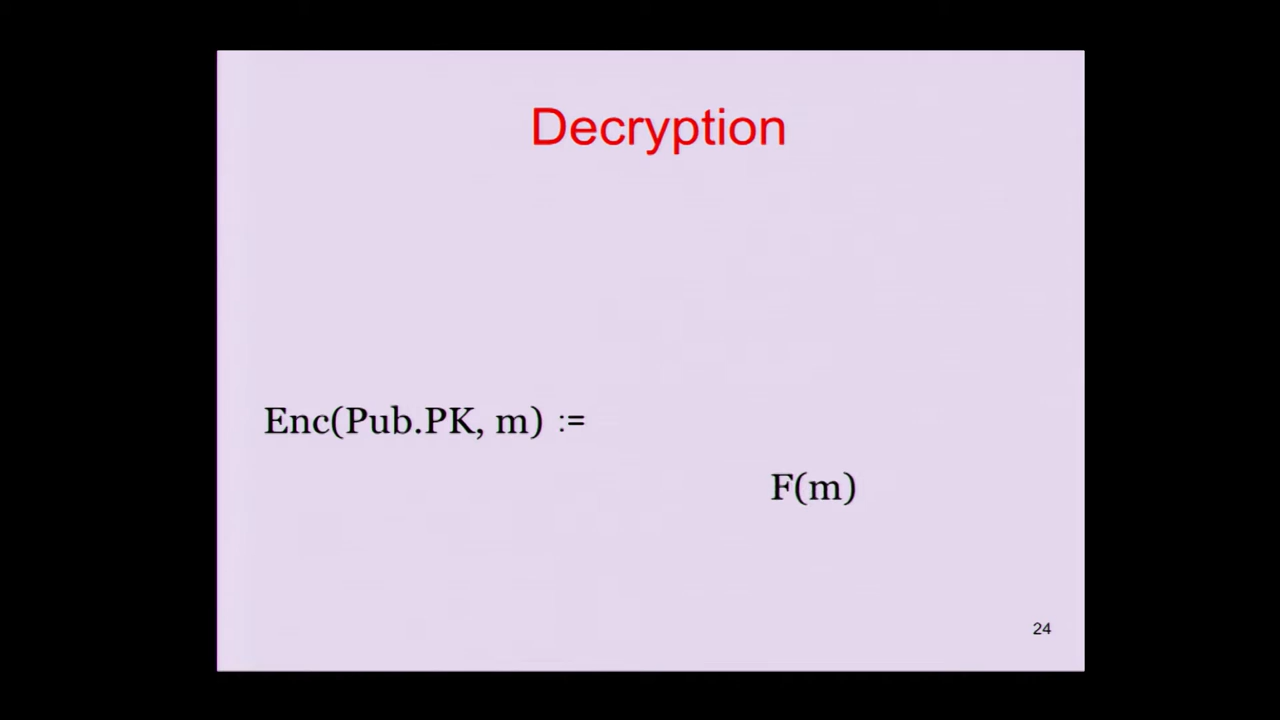 Decryption
Enc(Pub.PK, m) :=
F(m)
24